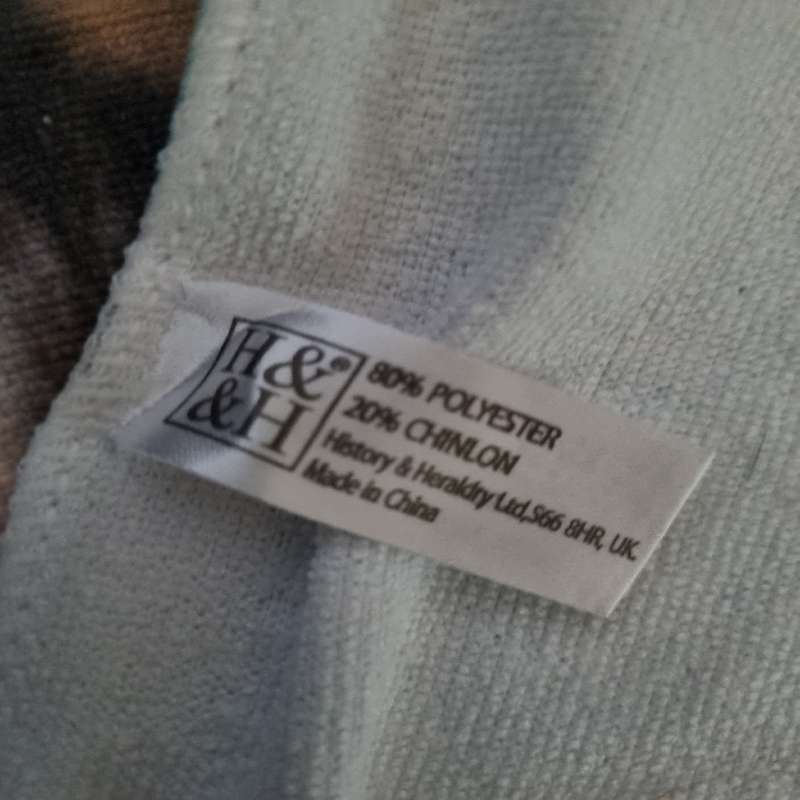 H&®
&H
80% POLYESTER
20% CHINLON
History & Heraldry Ltd,S66 8HR, UK
Made in China